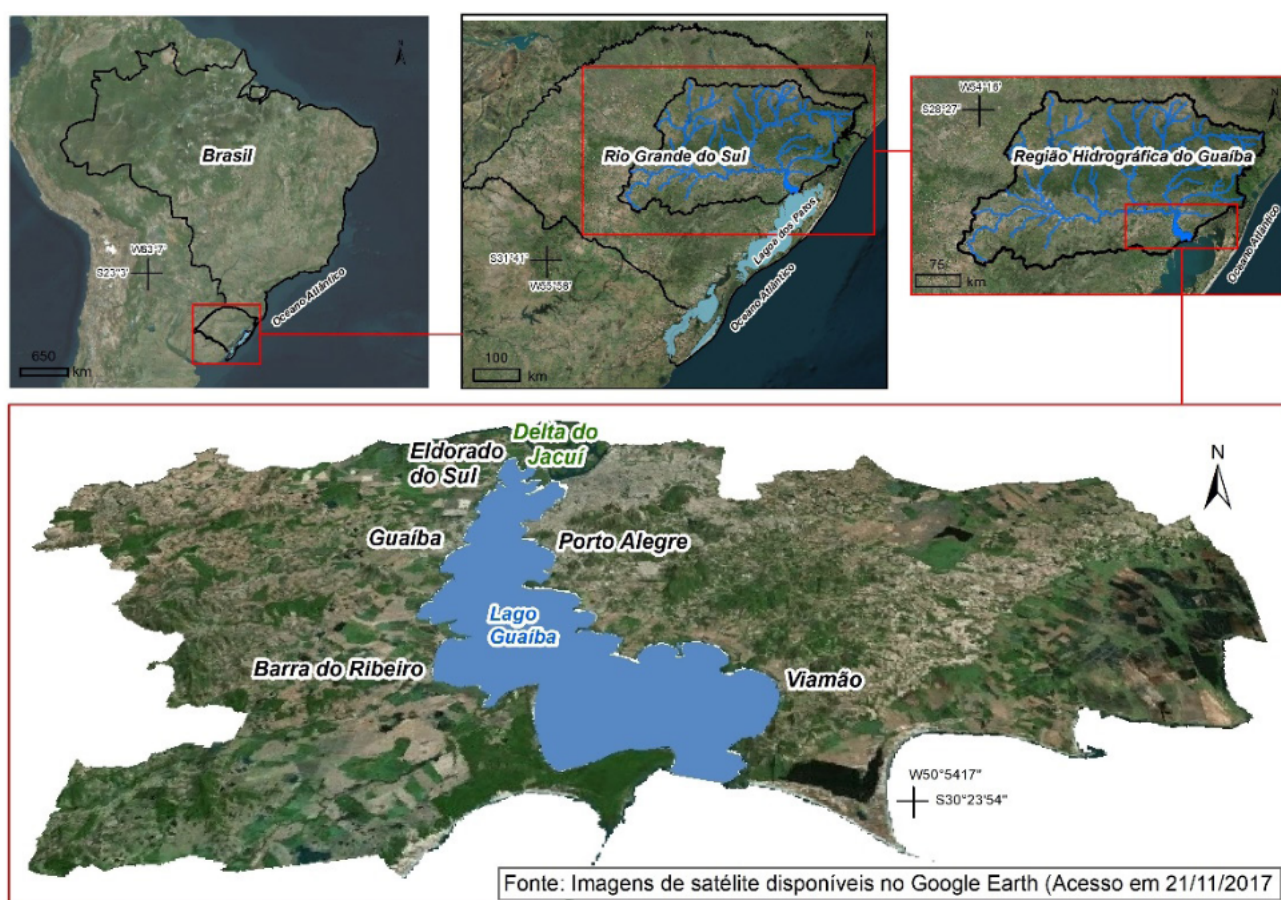 N
Brasil
W63°7'
S23°3'
Oceano Atlântico
650
km
N
Rio Grande do Sul
Lagoa dos Patos
S31°41'
W55°58'
Oceano Atlântico
100
km
N
W54°16'
S28°27'
Região Hidrográfica do Guaíba
Oceano Atlântico
75
km
Delta do
Jacuí
Eldorado
do Sul
N
Guaíba
Porto Alegre
Lago
Guaíba
Barra do Ribeiro
Viamão
W50°5417"
S30°23'54"
Fonte: Imagens de satélite disponíveis no Google Earth (Acesso em 21/11/2017